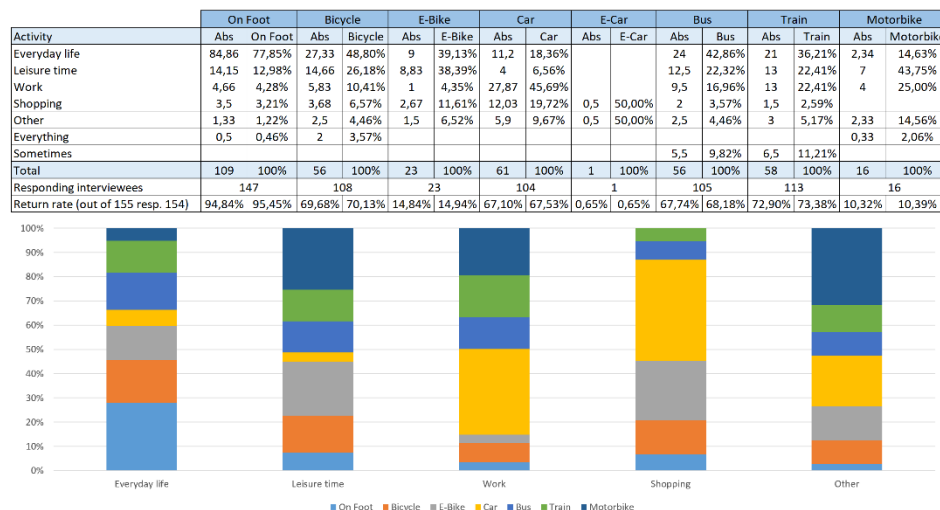 On Foot Bicycle E-Bike Car E-Car Bus Train Motorbike
Activity Abs On Foot Abs Bicycle Abs E-Bike Abs Car Abs E-Car Abs Bus Abs Train Abs Motorbike
Everyday life 84,86 77,85% 27,33 48,80% 9 39,13% 11,2 18,36% 24 42,86% 21 36,21% 2,34 14,63%
Leisure time 14,15 12,98% 14,66 26,18% 8,83 38,39% 4 6,56% 12,5 22,32% 13 22,41% 7 43,75%
Work 4,66 4,28% 5,83 10,41% 1 4,35% 27,87 45,69% 9,5 16,96% 13 22,41% 4 25,00%
Shopping 3,5 3,21% 3,68 6,57% 2,67 11,61% 12,03 19,72% 0,5 50,00% 2 3,57% 1,5 2,59%
Other 1,33 1,22% 2,5 4,46% 1,5 6,52% 5,9 9,67% 0,5 50,00% 2,5 4,46% 3 5,17% 2,33 14,56%
Everything 0,5 0,46% 2 3,57% 0,33 2,06%
Sometimes 5,5 9,82% 6,5 11,21%
Total 109 100% 56 100% 23 100% 61 100% 1 100% 56 100% 58 100% 16 100%
Responding interviewees 147 108 23 104 1 105 113 16
Return rate (out of 155 resp. 154) 94,84% 95,45% 69,68% 70,13% 14,84% 14,94% 67,10% 67,53% 0,65% 0,65% 67,74% 68,18% 72,90% 73,38% 10,32% 10,39%
100%
90%
80%
70%
60%
50%
40%
30%
20%
10%
0%
Everyday life Leisure time Work Shopping Other
On Foot Bicycle E-Bike Car Bus Train Motorbike